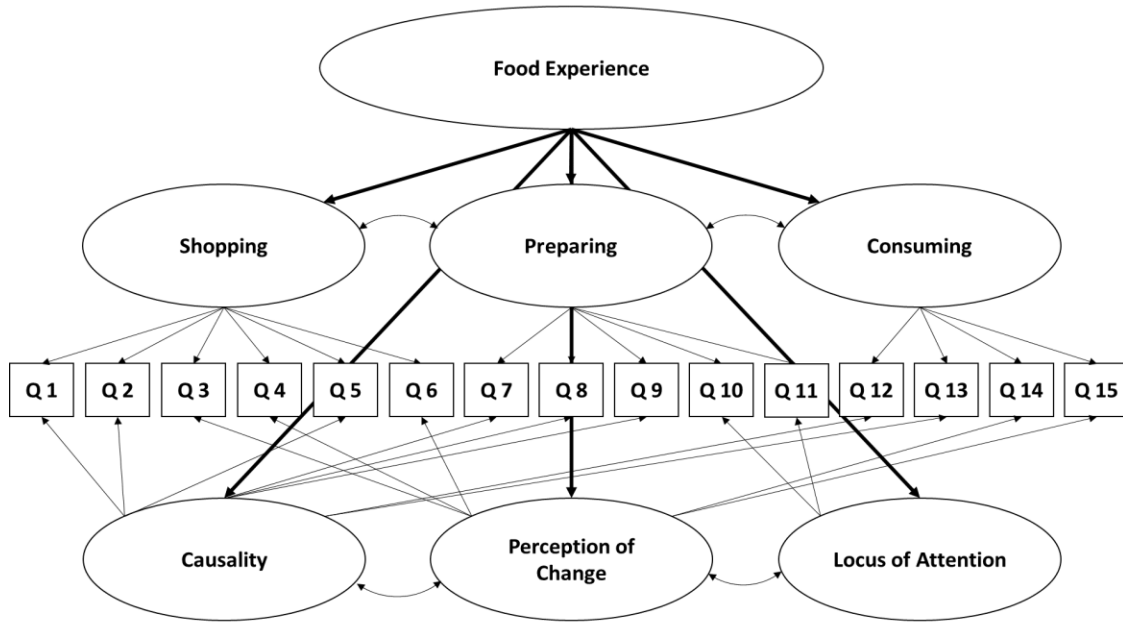 Food Experience
Shopping
Preparing
Consuming
Q 1
Q 2
Q 3
Q 4
Q 5
Q 6
Q 7
Q 8
Q 9
Q 10
Q 11
Q 12
Q 13
Q 14
Q 15
Causality
Perception of
Change
Locus of Attention